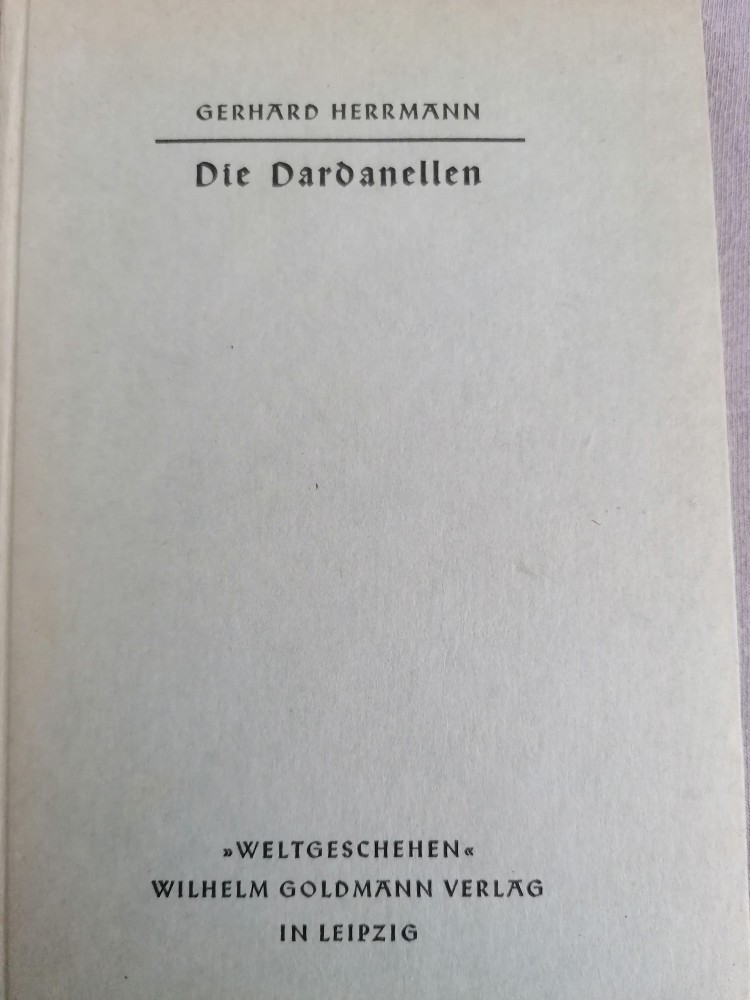 GERHARD HERRMANN
Die Dardanellen
»WELTGESCHEHEN«
WILHELM GOLDMANN VERLAG
IN LEIPZIG